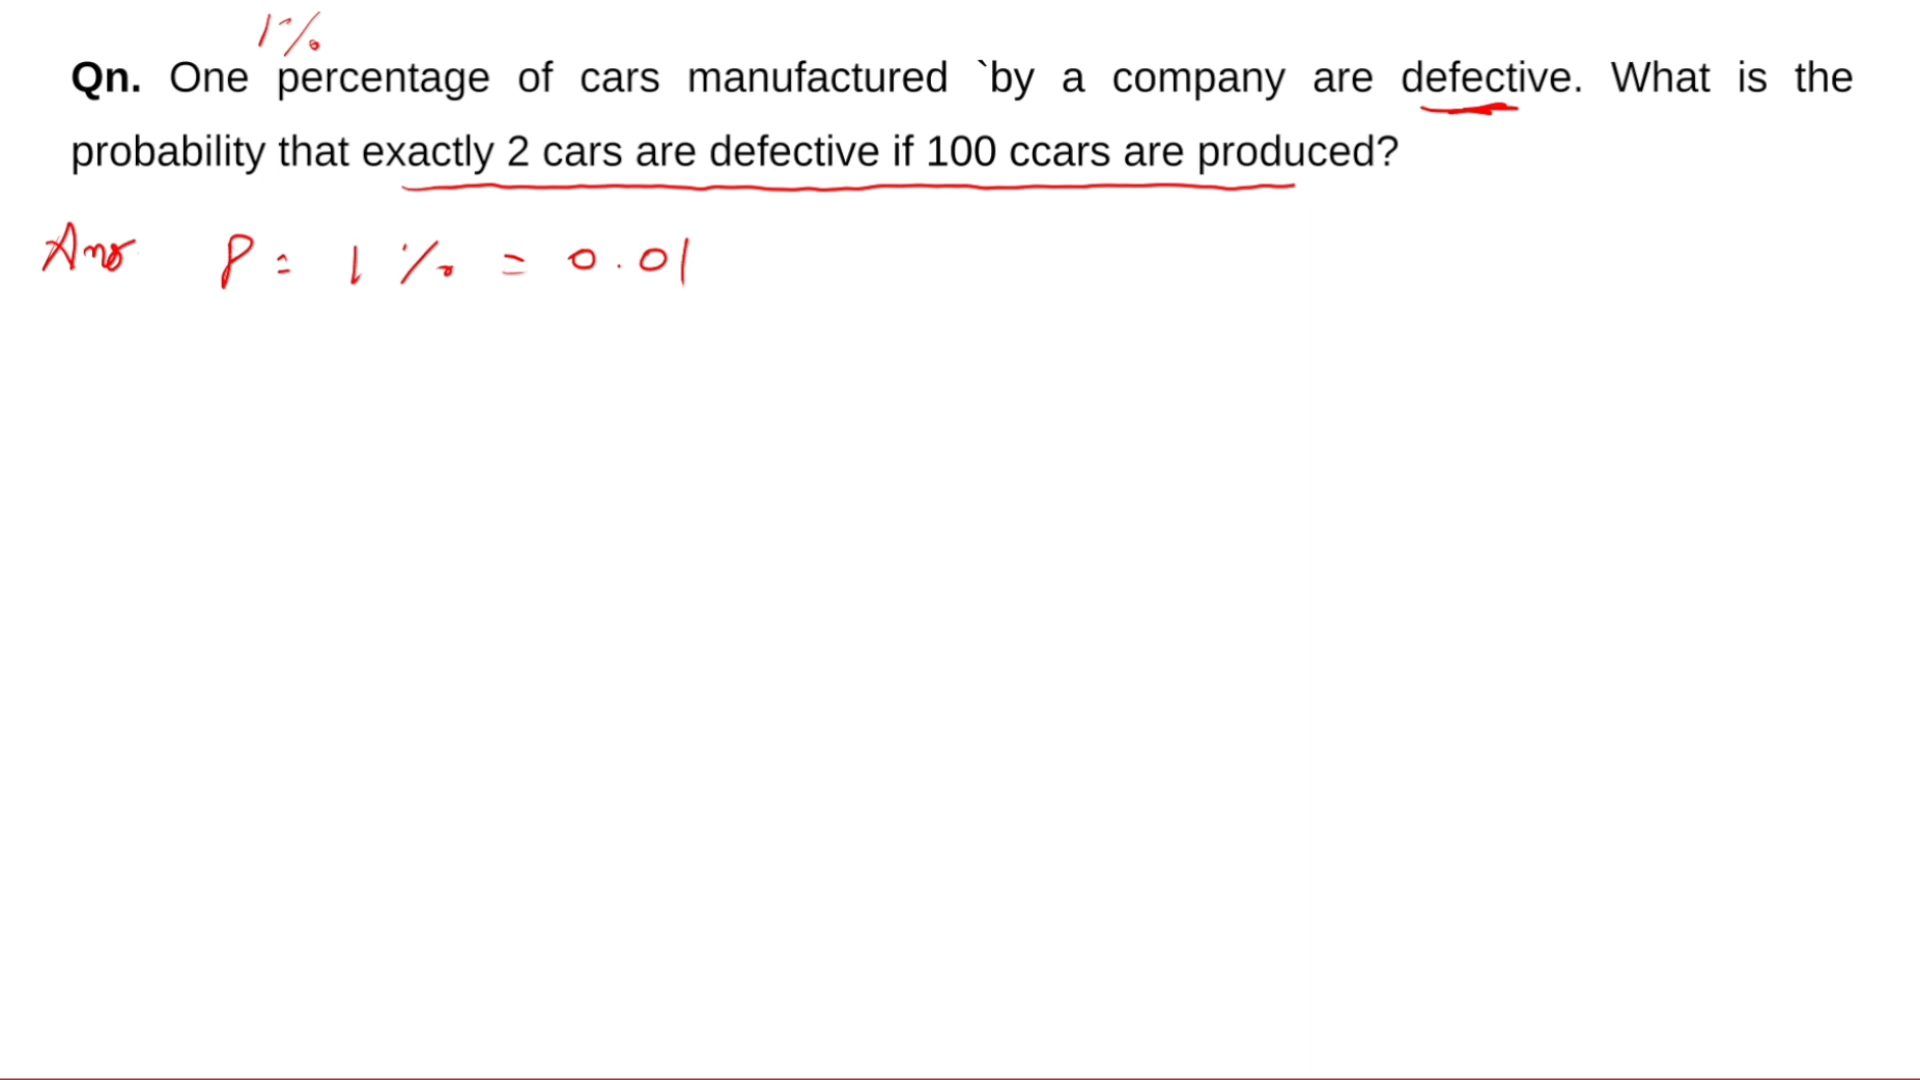 1%
Qn. One percentage of cars manufactured `by a company are defective. What is the
probability that exactly 2 cars are defective if 100 ccars are produced?
Ans P = 1 % = 0.01